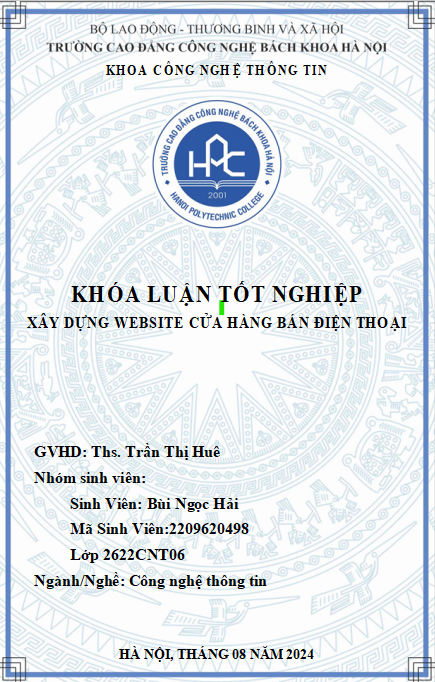 BỘ LAO ĐỘNG - THƯƠNG BINH VÀ XÃ HỘI
TRƯỜNG CAO ĐẲNG CÔNG NGHỆ BÁCH KHOA HÀ NỘI
KHOA CÔNG NGHỆ THÔNG TIN
TRƯỜNG CAO ĐẲNG CÔNG NGHỆ BÁCH KHOA HÀ NỘI
HPC
2001
HANOI POLYTECHNIC COLLEGE
KHÓA LUẬN TỐT NGHIỆP
XÂY DỰNG WEBSITE CỬA HÀNG BÁN ĐIỆN THOẠI
GVHD: Ths. Trần Thị Huê
Nhóm sinh viên:
Sinh Viên: Bùi Ngọc Hải
Mã Sinh Viên:2209620498
Lớp 2622CNT06
Ngành/Nghề: Công nghệ thông tin
HÀ NỘI, THÁNG 08 NĂM 2024